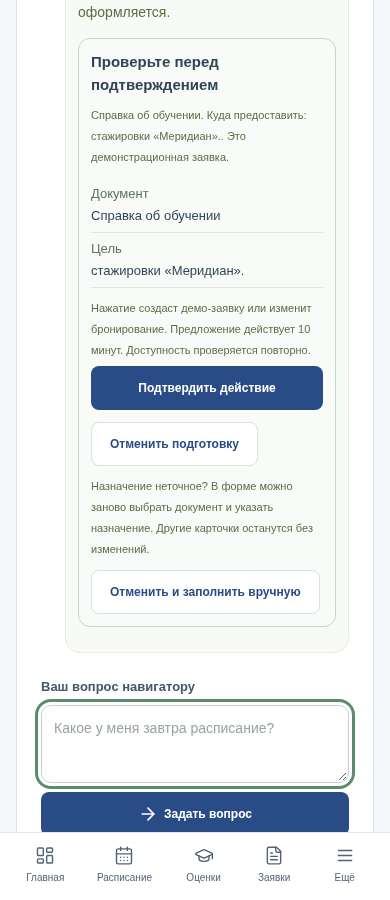 оформляется.
Проверьте перед
подтверждением
Справка об обучении. Куда предоставить:
стажировки «Меридиан».. Это
демонстрационная заявка.
Документ
Справка об обучении
Цель
стажировки «Меридиан».
Нажатие создаст демо-заявку или изменит
бронирование. Предложение действует 10
минут. Доступность проверяется повторно.
Подтвердить действие
Отменить подготовку
Назначение неточное? В форме можно
заново выбрать документ и указать
назначение. Другие карточки останутся без
изменений.
Отменить и заполнить вручную
Ваш вопрос навигатору
Какое у меня завтра расписание?
Задать вопрос
Главная
Расписание
Оценки
Заявки
Ещё